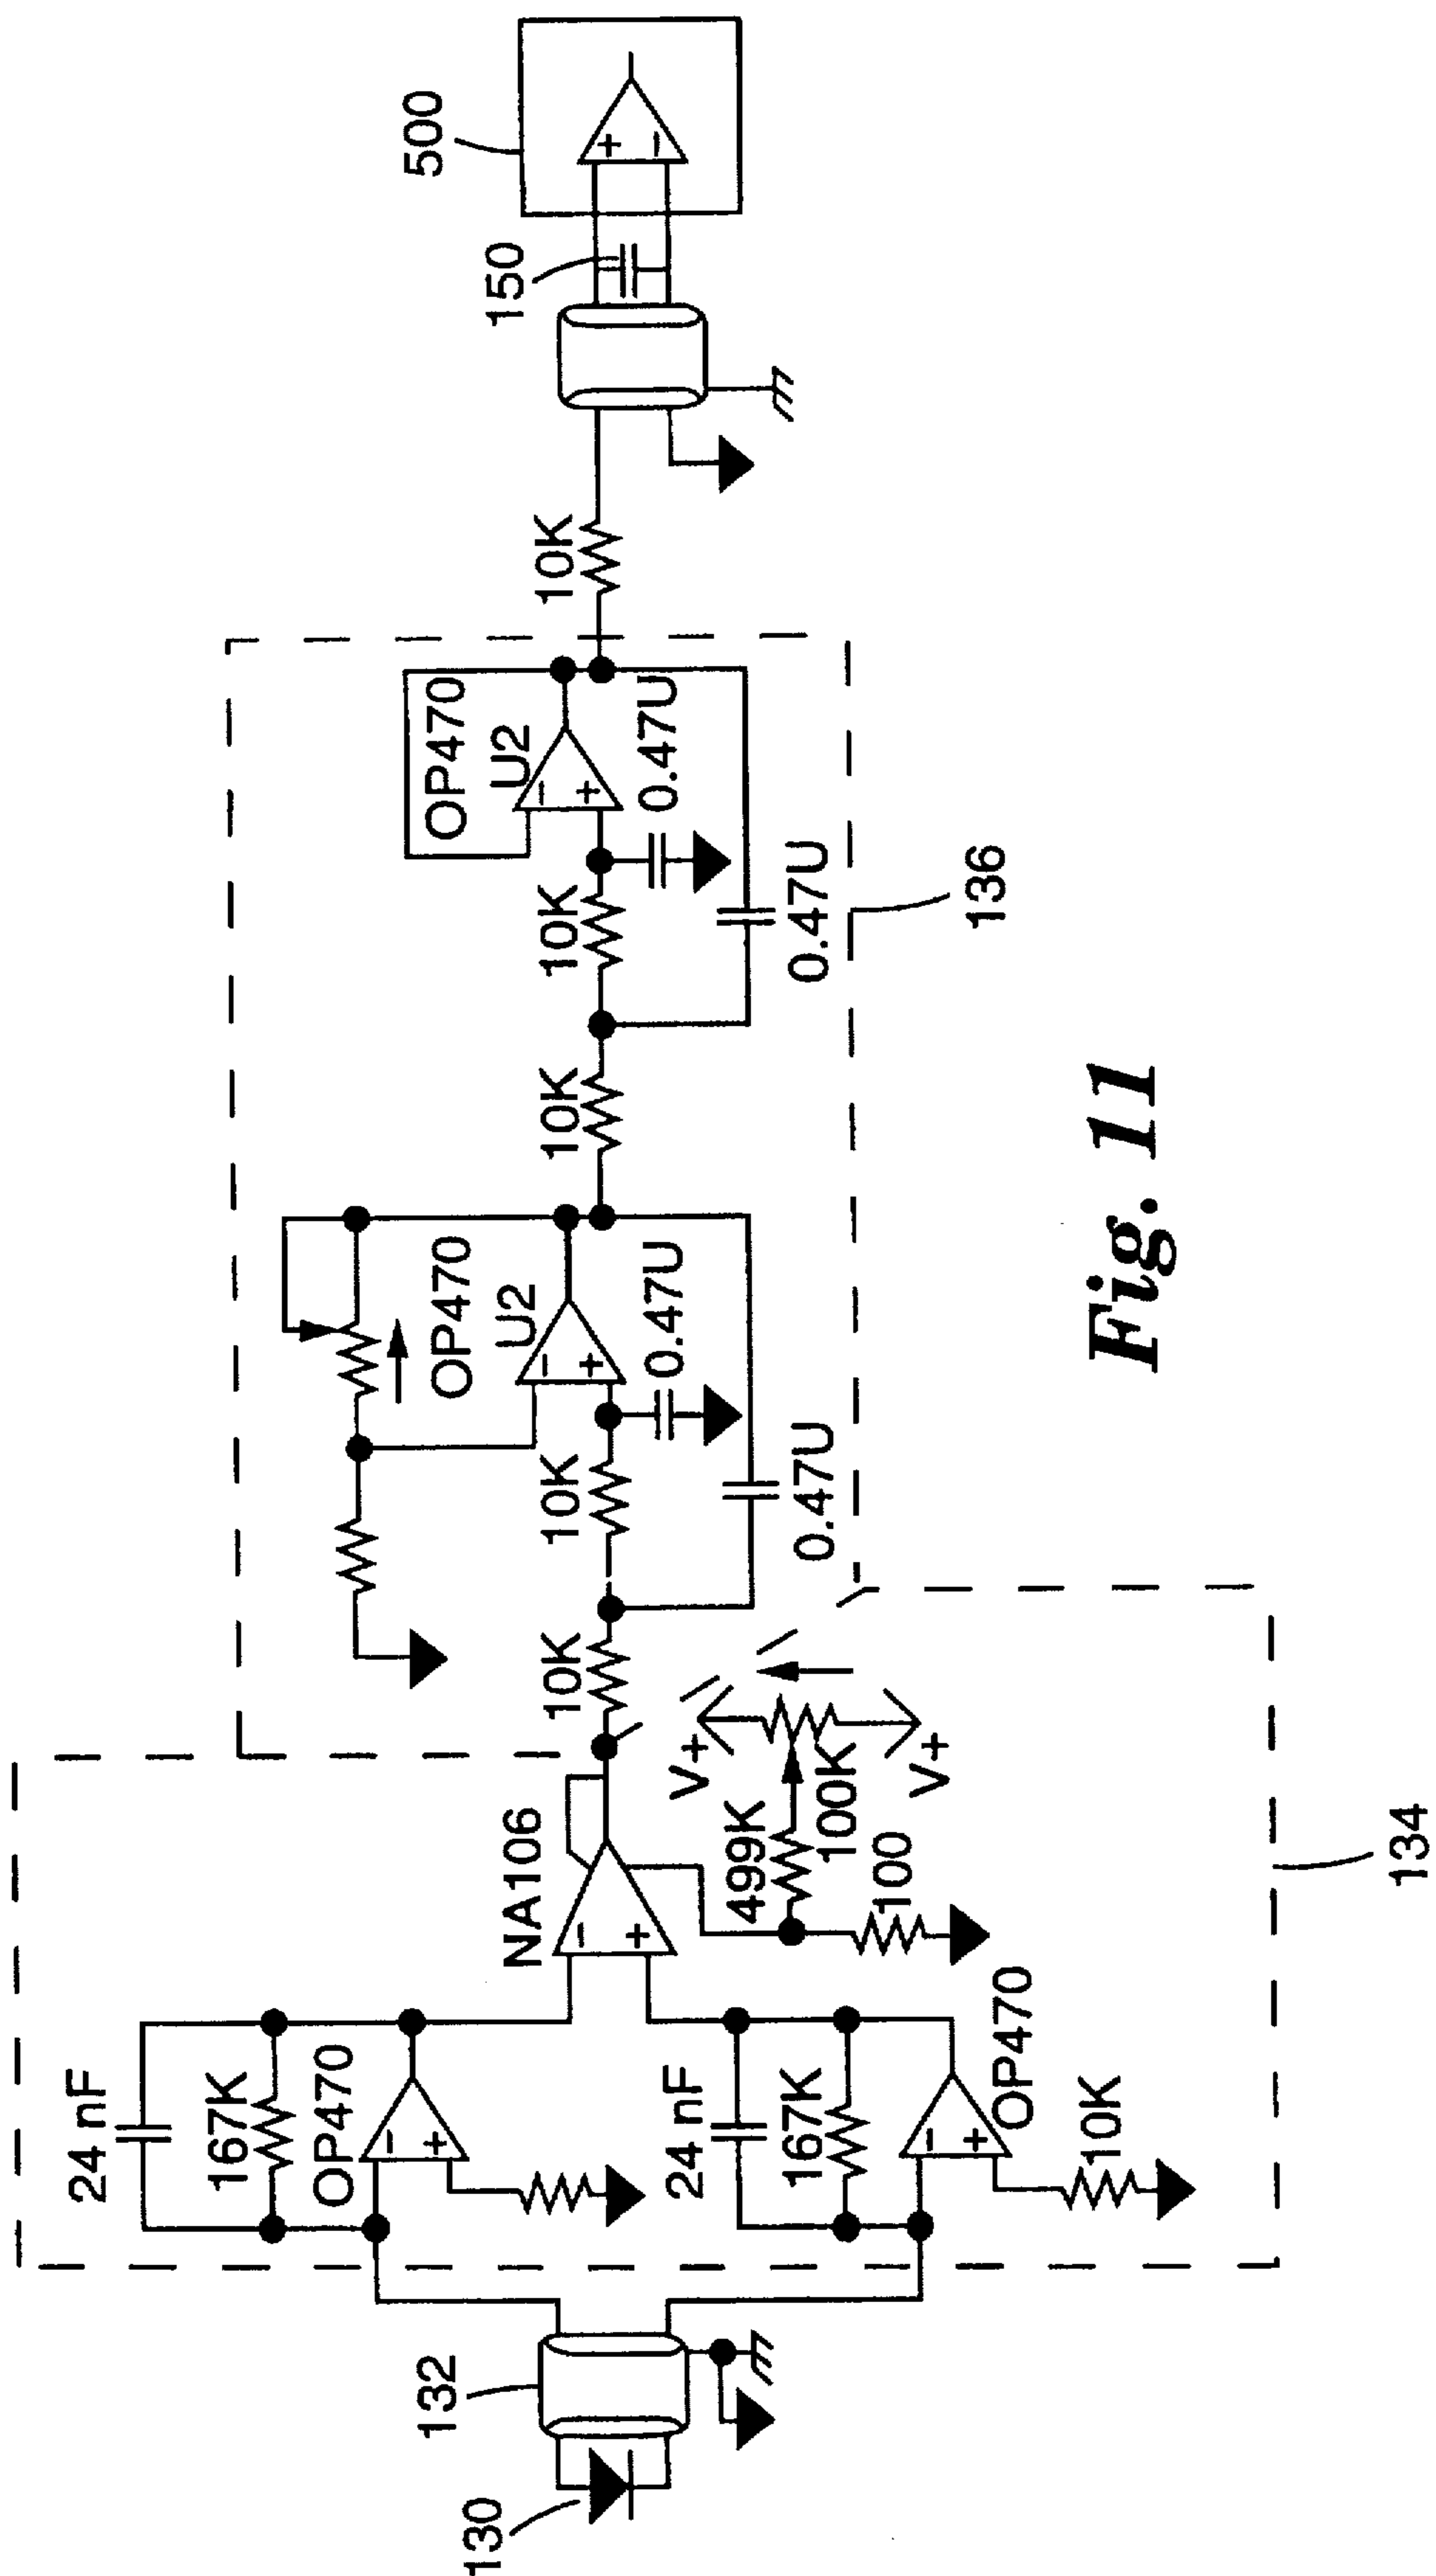 130
132
24 nF
167K
OP470
−
+
24 nF
167K
−
+
OP470
10K
NA106
−
+
499K
100K
100
V+
V+
134
10K
10K
0.47U
0.47U
OP470
U2
−
+
10K
10K
0.47U
0.47U
OP470
U2
−
+
136
10K
150
500
+
−
Fig. 11